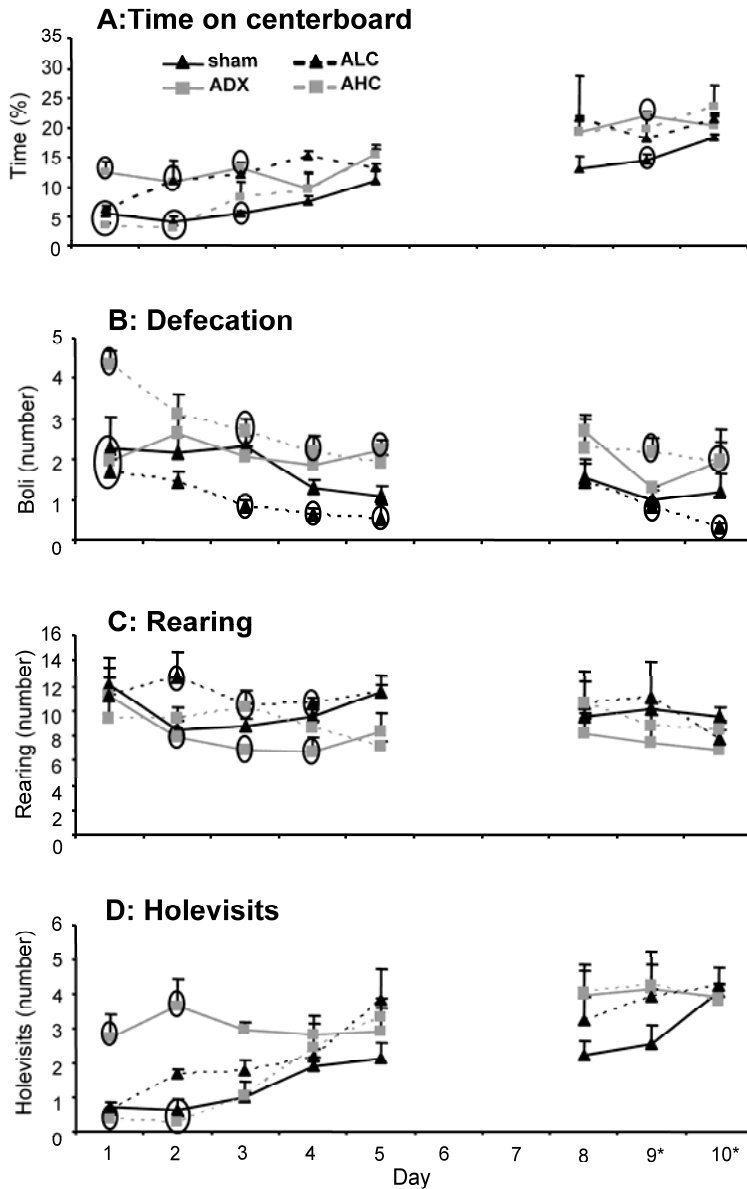 A:Time on centerboard
sham
ALC
ADX
AHC
Time (%)
35
30
25
20
15
10
5
0
B: Defecation
Boli (number)
5
4
3
2
1
0
C: Rearing
Rearing (number)
16
14
12
10
8
6
4
2
0
D: Holevisits
Holevisits (number)
6
5
4
3
2
1
0
1 2 3 4 5 6 7 8 9* 10*
Day